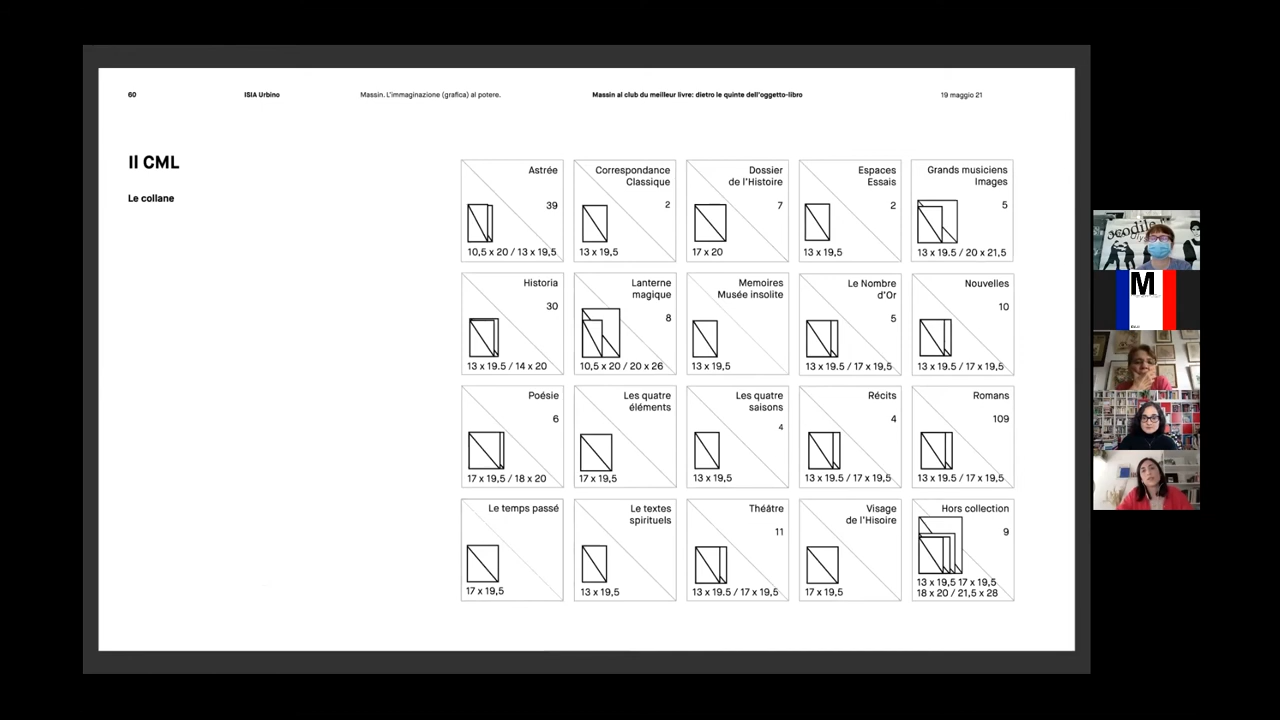 60
ISIA Urbino
Massin. L'immaginazione (grafica) al potere.
Massin al club du meilleur livre: dietro le quinte dell'oggetto-libro
19 maggio 21
Il CML
Le collane
Astrée
39
10,5 x 20 / 13 x 19,5
Correspondance
Classique
2
13 x 19,5
Dossier
de l'Histoire
7
17 x 20
Espaces
Essais
2
13 x 19,5
Grands musiciens
Images
5
13 x 19.5 / 20 x 21,5
Historia
30
13 x 19.5 / 14 x 20
Lanterne
magique
8
10,5 x 20 / 20 x 26
Memoires
Musée insolite
13 x 19,5
Le Nombre
d'Or
5
13 x 19.5 / 17 x 19,5
Nouvelles
10
13 x 19.5 / 17 x 19,5
Poésie
6
17 x 19,5 / 18 x 20
Les quatre
éléments
17 x 19,5
Les quatre
saisons
4
13 x 19,5
Récits
4
13 x 19.5 / 17 x 19,5
Romans
109
13 x 19.5 / 17 x 19,5
Le temps passé
17 x 19,5
Le textes
spirituels
13 x 19,5
Théâtre
11
13 x 19.5 / 17 x 19,5
Visage
de l'Hisoire
17 x 19,5
Hors collection
9
13 x 19,5 17 x 19,5
18 x 20 / 21,5 x 28
M